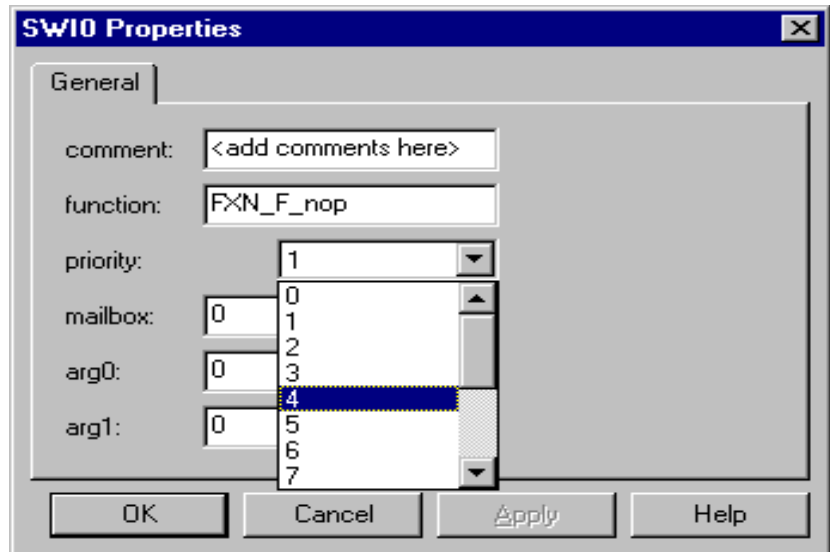 SWI0 Properties
General
comment: <add comments here>
function: FXN_F_nop
priority: 1
0
mailbox: 0 1
2
arg0: 0 3
4
arg1: 0 5
6
7
OK Cancel Apply Help